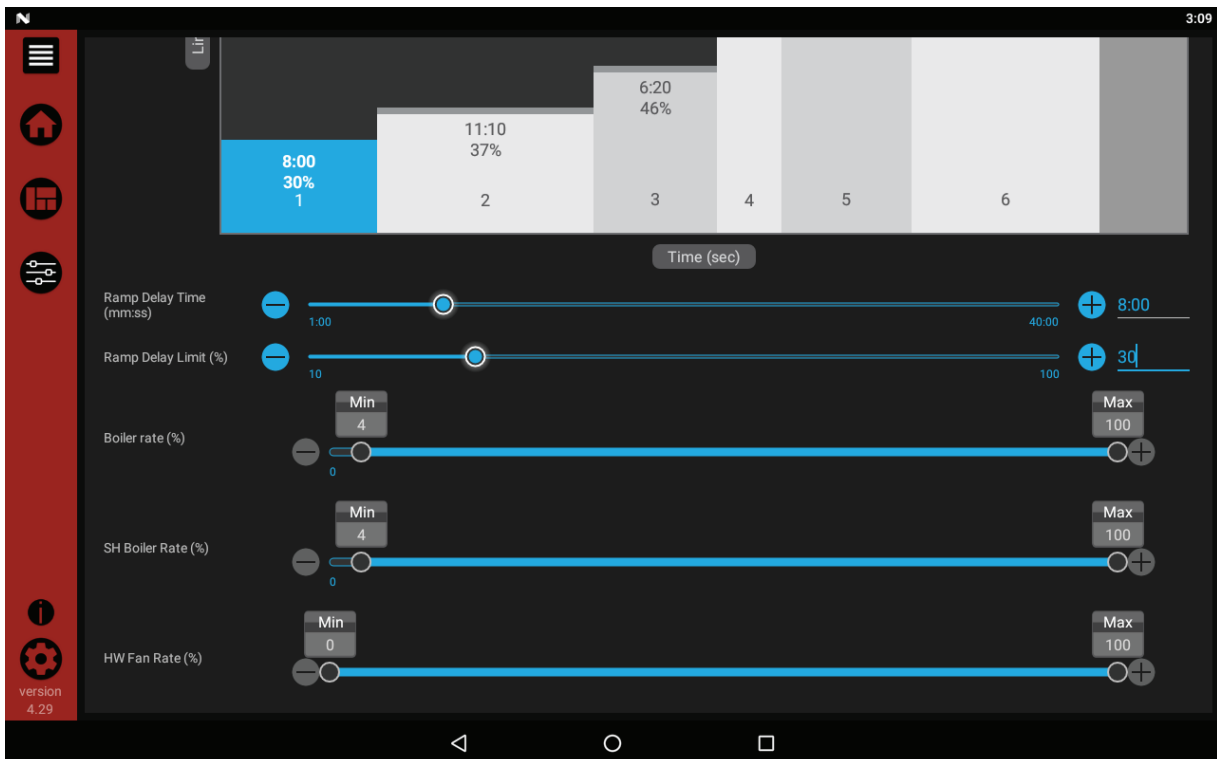 3:09
Lir
6:20
46%
11:10
37%
8:00
30%
1
2
3
4
5
6
Time (sec)
Ramp Delay Time
(mm:ss)
1:00
40:00
8:00
Ramp Delay Limit (%)
10
100
30
Min
4
Max
100
Boiler rate (%)
0
Min
4
Max
100
SH Boiler Rate (%)
0
Min
0
Max
100
HW Fan Rate (%)
version
4.29